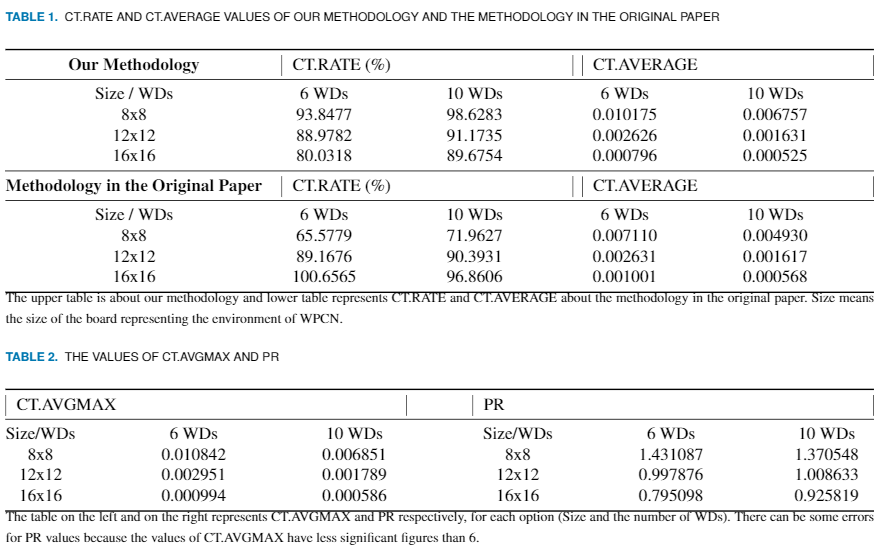 TABLE 1. CT.RATE AND CT.AVERAGE VALUES OF OUR METHODOLOGY AND THE METHODOLOGY IN THE ORIGINAL PAPER
Our Methodology CT.RATE (%) CT.AVERAGE
Size / WDs 6 WDs 10 WDs 6 WDs 10 WDs
8x8 93.8477 98.6283 0.010175 0.006757
12x12 88.9782 91.1735 0.002626 0.001631
16x16 80.0318 89.6754 0.000796 0.000525
Methodology in the Original Paper CT.RATE (%) CT.AVERAGE
Size / WDs 6 WDs 10 WDs 6 WDs 10 WDs
8x8 65.5779 71.9627 0.007110 0.004930
12x12 89.1676 90.3931 0.002631 0.001617
16x16 100.6565 96.8606 0.001001 0.000568
The upper table is about our methodology and lower table represents CT.RATE and CT.AVERAGE about the methodology in the original paper. Size means
the size of the board representing the environment of WPCN.
TABLE 2. THE VALUES OF CT.AVGMAX AND PR
CT.AVGMAX PR
Size/WDs 6 WDs 10 WDs Size/WDs 6 WDs 10 WDs
8x8 0.010842 0.006851 8x8 1.431087 1.370548
12x12 0.002951 0.001789 12x12 0.997876 1.008633
16x16 0.000994 0.000586 16x16 0.795098 0.925819
The table on the left and on the right represents CT.AVGMAX and PR respectively, for each option (Size and the number of WDs). There can be some errors
for PR values because the values of CT.AVGMAX have less significant figures than 6.